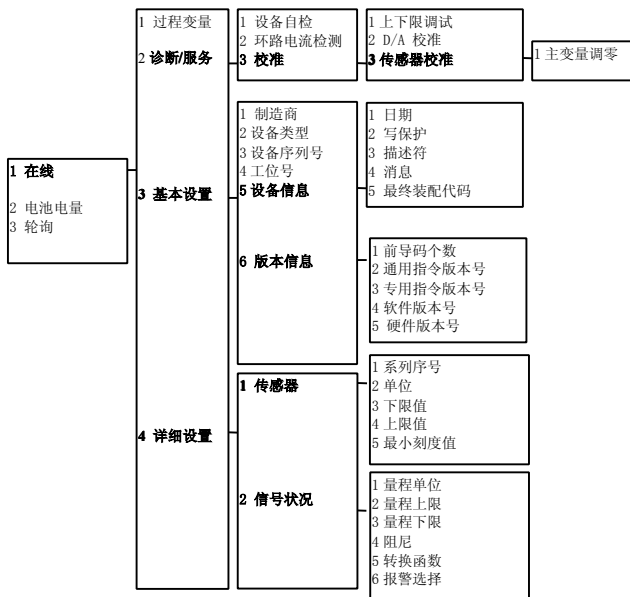 1 在线
2 电池电量
3 轮询
1 过程变量
2 诊断/服务
3 基本设置
4 详细设置
1 设备自检
2 环路电流检测
3 校准
1 上下限调试
2 D/A 校准
3 传感器校准
1 主变量调零
1 制造商
2 设备类型
3 设备序列号
4 工位号
5 设备信息
6 版本信息
1 日期
2 写保护
3 描述符
4 消息
5 最终装配代码
1 前导码个数
2 通用指令版本号
3 专用指令版本号
4 软件版本号
5 硬件版本号
1 传感器
2 信号状况
1 系列序号
2 单位
3 下限值
4 上限值
5 最小刻度值
1 量程单位
2 量程上限
3 量程下限
4 阻尼
5 转换函数
6 报警选择